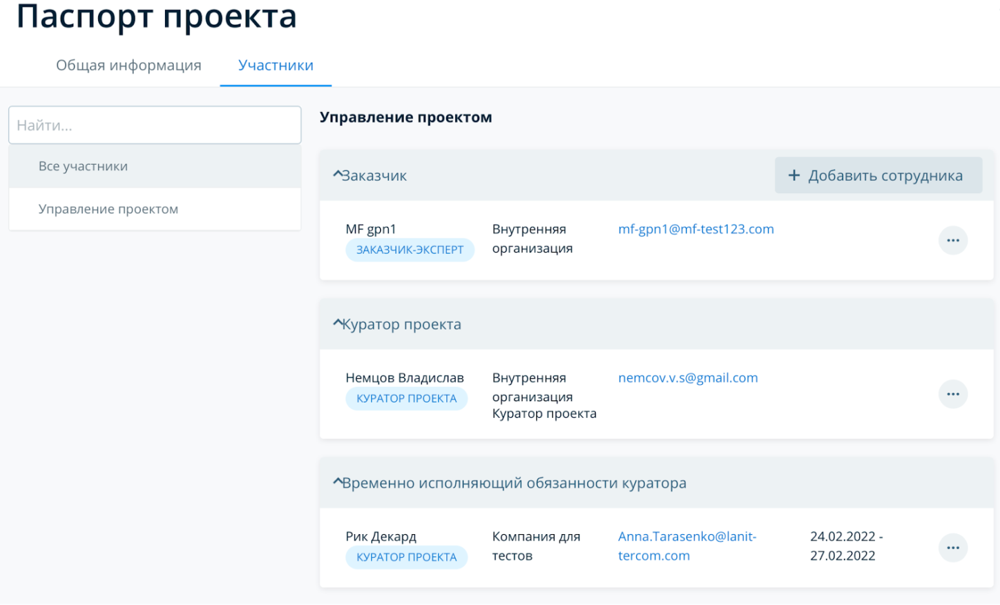 Паспорт проекта
Общая информация
Участники
Найти...
Все участники
Управление проектом
Управление проектом
Заказчик
+ Добавить сотрудника
MF gpn1
ЗАКАЗЧИК-ЭКСПЕРТ
Внутренняя
организация
mf-gpn1@mf-test123.com
Куратор проекта
Немцов Владислав
КУРАТОР ПРОЕКТА
Внутренняя
организация
Куратор проекта
nemcov.v.s@gmail.com
Временно исполняющий обязанности куратора
Рик Декард
КУРАТОР ПРОЕКТА
Компания для
тестов
Anna.Tarasenko@lanit-
tercom.com
24.02.2022 -
27.02.2022